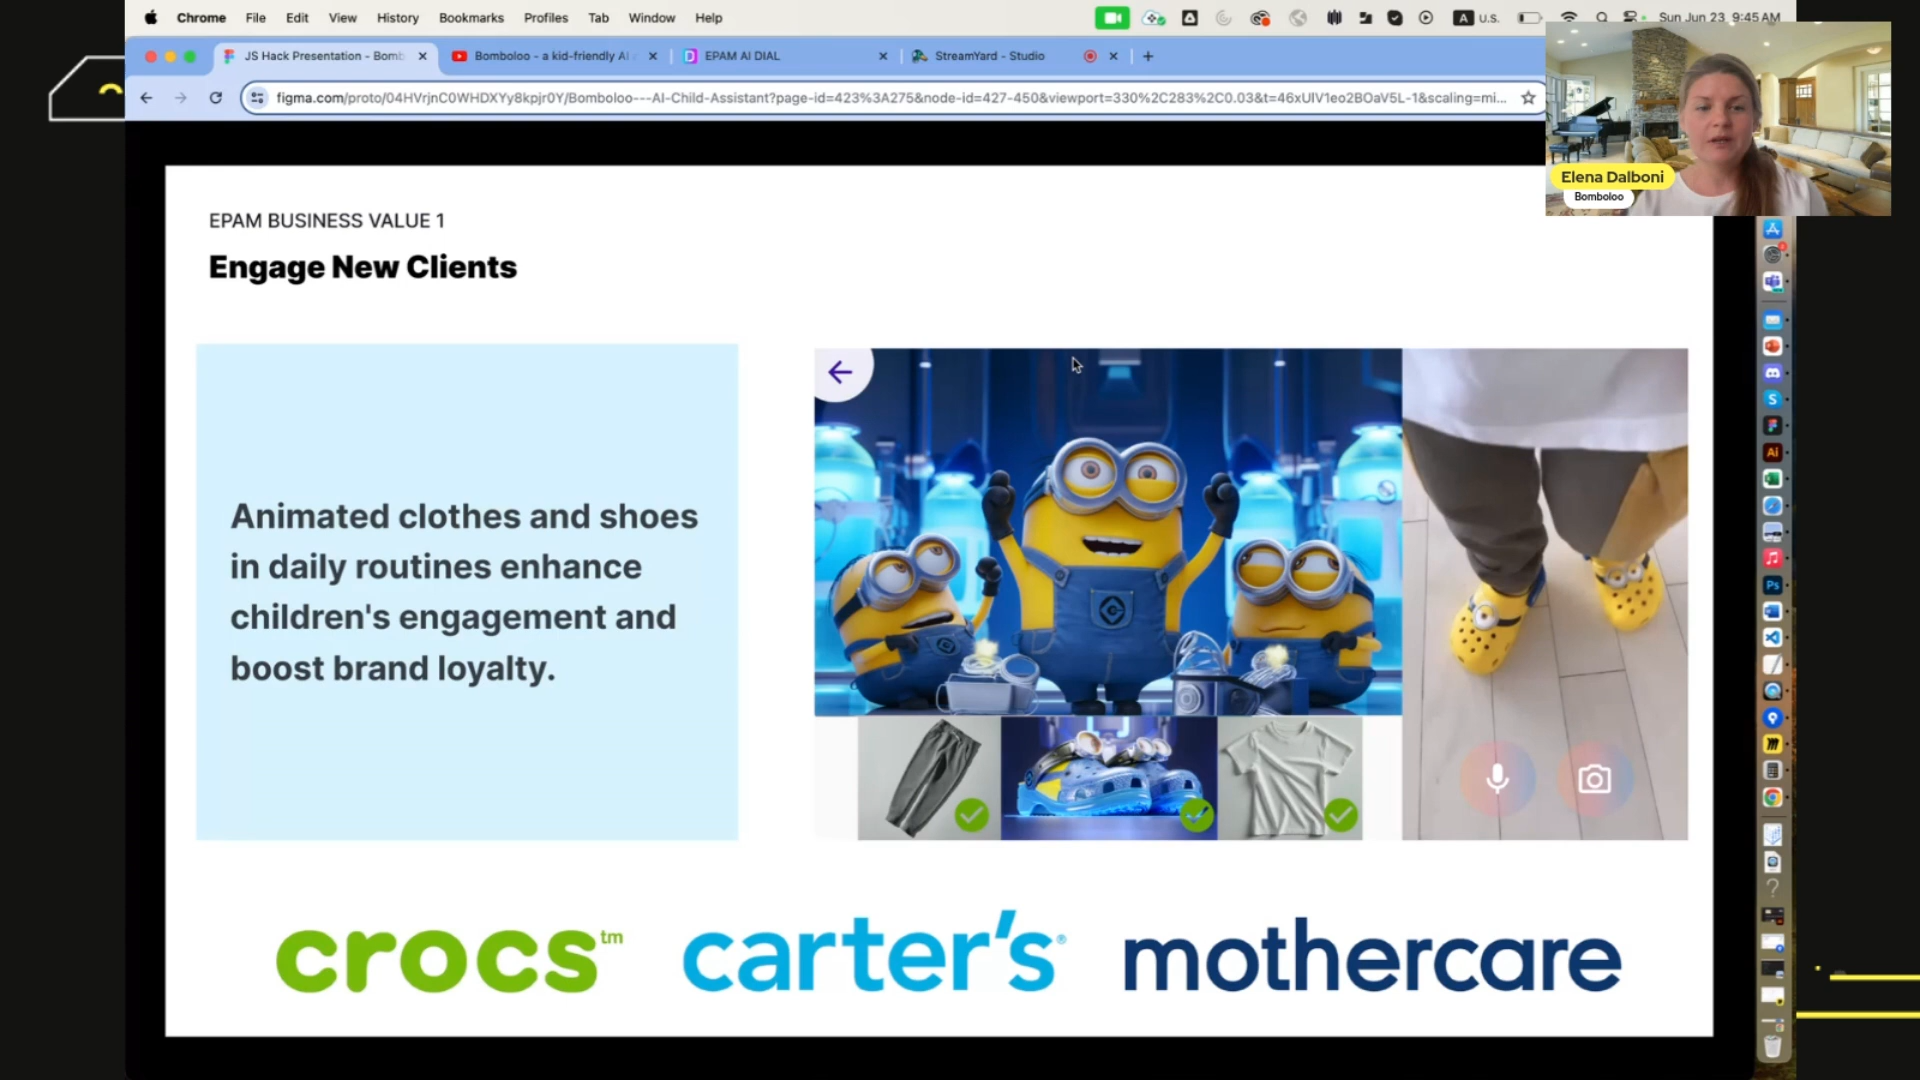 Chrome File Edit View History Bookmarks Profiles Tab Window Help
A U.S.
Sun Jun 23 9:45 AM
JS Hack Presentation - Bomb
Bomboloo - a kid-friendly AI
EPAM AI DIAL
StreamYard - Studio
figma.com/proto/04HVrjnC0WHDXYy8kpjr0Y/Bomboloo---AI-Child-Assistant?page-id=423%3A275&node-id=427-450&viewport=330%2C283%2C0.03&t=46xUIV1eo2BOaV5L-1&scaling=mi...
Elena Dalboni
Bomboloo
EPAM BUSINESS VALUE 1
Engage New Clients
Animated clothes and shoes
in daily routines enhance
children's engagement and
boost brand loyalty.
crocs™
carter's®
mothercare